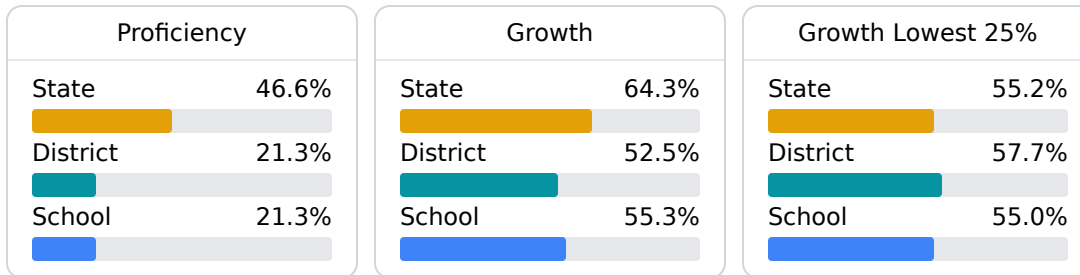 Proficiency
State 46.6%
District 21.3%
School 21.3%
Growth
State 64.3%
District 52.5%
School 55.3%
Growth Lowest 25%
State 55.2%
District 57.7%
School 55.0%